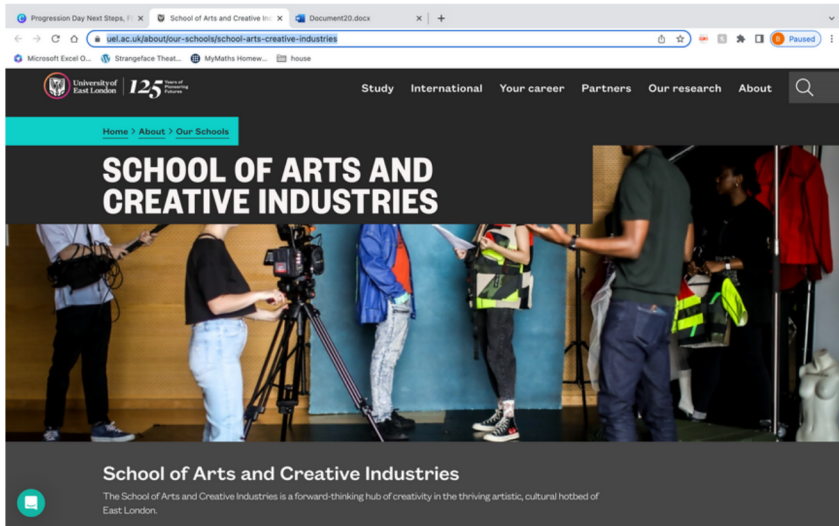 Progression Day Next Steps, F
School of Arts and Creative Inc
Document20.docx
uel.ac.uk/about/our-schools/school-arts-creative-industries
Paused
Microsoft Excel O...
Strangeface Theat...
MyMaths Homew...
house
University of
East London
125
Years of
Pioneering
Futures
Study
International
Your career
Partners
Our research
About
Home > About > Our Schools
SCHOOL OF ARTS AND
CREATIVE INDUSTRIES
School of Arts and Creative Industries
The School of Arts and Creative Industries is a forward-thinking hub of creativity in the thriving artistic, cultural hotbed of
East London.